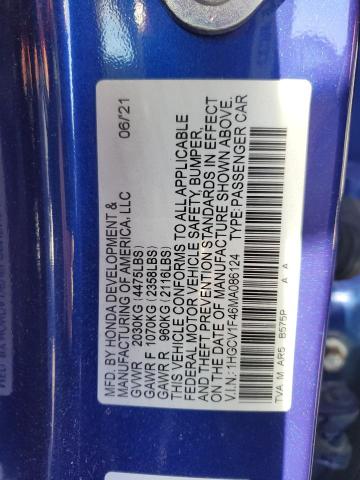 MFD. BY HONDA DEVELOPMENT & 06/21
MANUFACTURING OF AMERICA, LLC
GVWR 2030KG (4475LBS)
GAWR F 1070KG (2358LBS)
GAWR R 960KG (2116LBS)
THIS VEHICLE CONFORMS TO ALL APPLICABLE
FEDERAL MOTOR VEHICLE SAFETY, BUMPER,
AND THEFT PREVENTION STANDARDS IN EFFECT
ON THE DATE OF MANUFACTURE SHOWN ABOVE.
V.I.N.: 1HGCV1F46MA086124 TYPE:PASSENGER CAR
TVA M AR5 B575P A A